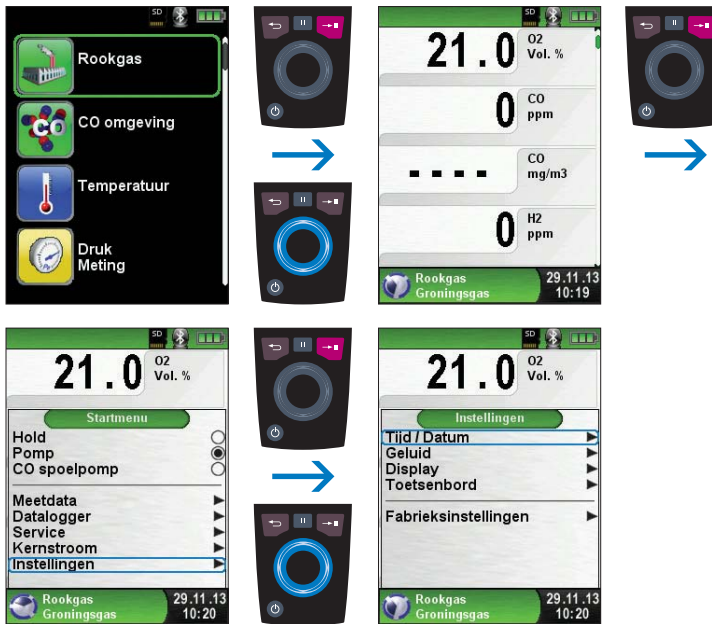 SD
Rookgas
CO
CO omgeving
Temperatuur
Druk
Meting
SD
21.0 O2
Vol. %
0 CO
ppm
---- CO
mg/m3
0 H2
ppm
Rookgas
Groningsgas
29.11.13
10:19
SD
21.0 O2
Vol. %
Startmenu
Hold
Pomp
CO spoelpomp
Meetdata
Datalogger
Service
Kernstroom
Instellingen
Rookgas
Groningsgas
29.11.13
10:20
SD
21.0 O2
Vol. %
Instellingen
Tijd / Datum
Geluid
Display
Toetsenbord
Fabrieksinstellingen
Rookgas
Groningsgas
29.11.13
10:20